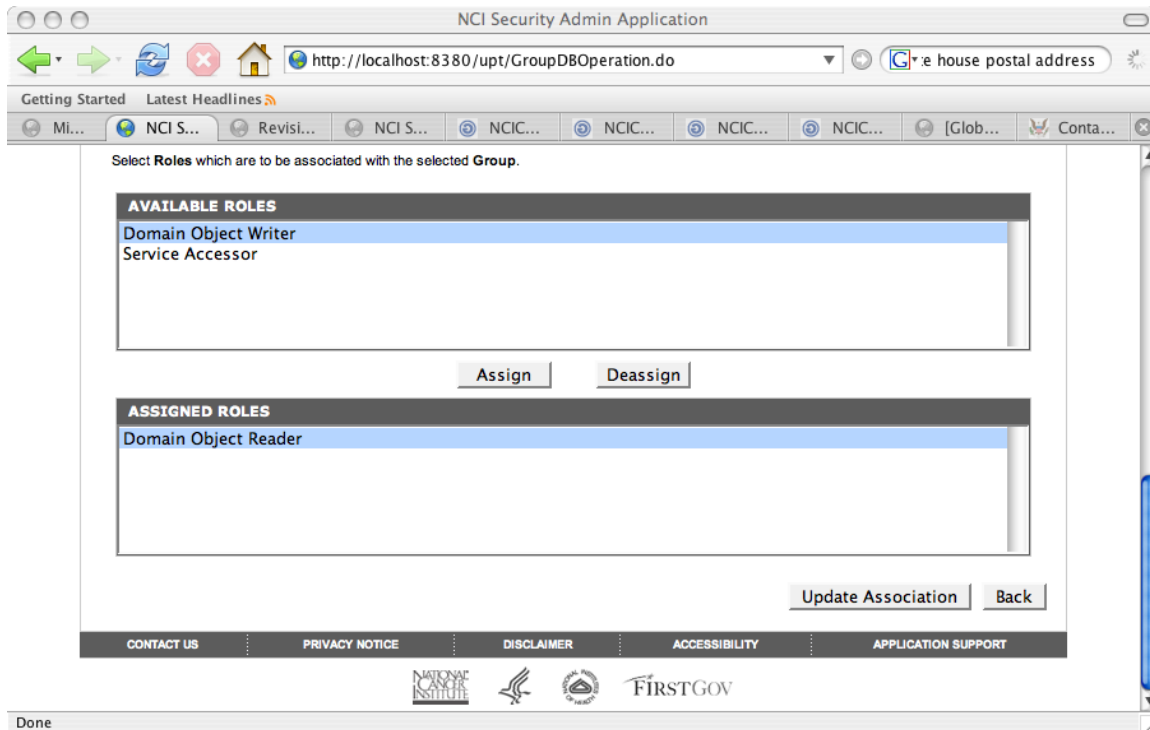 NCI Security Admin Application
http://localhost:8380/upt/GroupDBOperation.do
G :e house postal address
Getting Started Latest Headlines
Mi... NCI S... Revisi... NCI S... NCIC... NCIC... NCIC... NCIC... [Glob... Conta...
Select Roles which are to be associated with the selected Group.
AVAILABLE ROLES
Domain Object Writer
Service Accessor
Assign Deassign
ASSIGNED ROLES
Domain Object Reader
Update Association Back
CONTACT US PRIVACY NOTICE DISCLAIMER ACCESSIBILITY APPLICATION SUPPORT
NATIONAL
CANCER
INSTITUTE
FIRSTGOV
Done